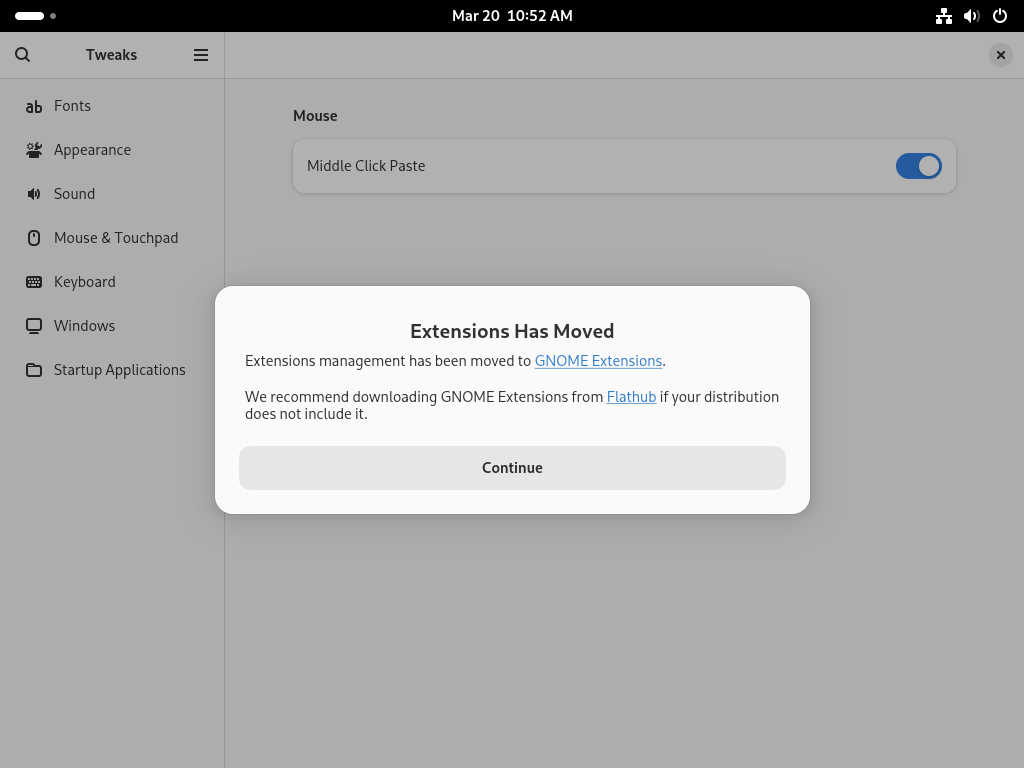 Mar 20 10:52 AM
Tweaks
Fonts
Appearance
Sound
Mouse & Touchpad
Keyboard
Windows
Startup Applications
Mouse
Middle Click Paste
Extensions Has Moved
Extensions management has been moved to GNOME Extensions.
We recommend downloading GNOME Extensions from Flathub if your distribution
does not include it.
Continue